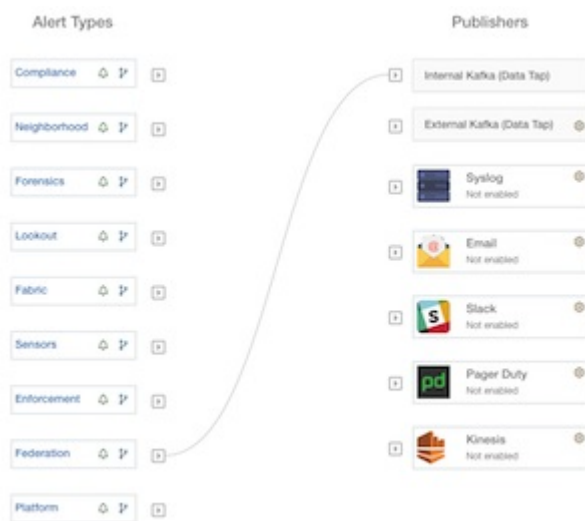 Alert Types
Publishers
Compliance
Neighborhood
Forensics
Lookout
Fabric
Sensors
Enforcement
Federation
Platform
Internal Kafka (Data Tap)
External Kafka (Data Tap)
Syslog
Not enabled
Email
Not enabled
Slack
Not enabled
pd
Pager Duty
Not enabled
Kinesis
Not enabled